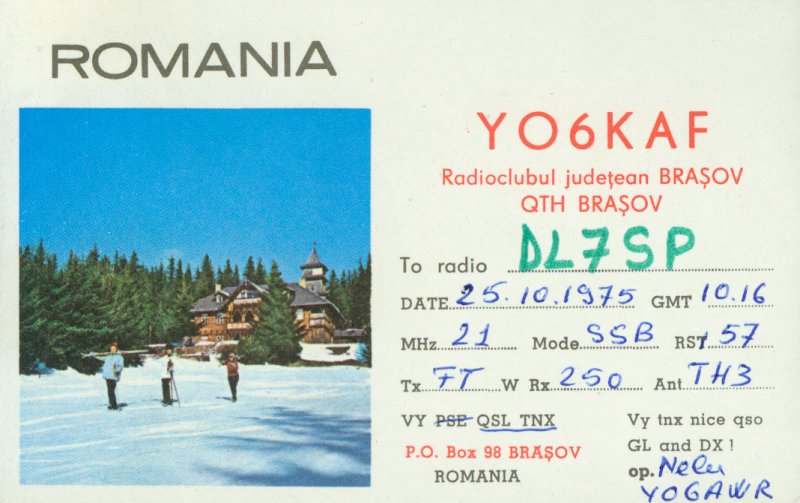 ROMANIA
YO6KAF
Radioclubul județean BRAȘOV
QTH BRAȘOV
To radio DL7SP
DATE 25.10.1975 GMT 10.16
MHz 21 Mode SSB RST 57
Tx FT W Rx 250 Ant TH3
VY PSE QSL TNX
Vy tnx nice qso
GL and DX !
P.O. Box 98 BRAȘOV
ROMANIA
op. Nelu
YO6AWR